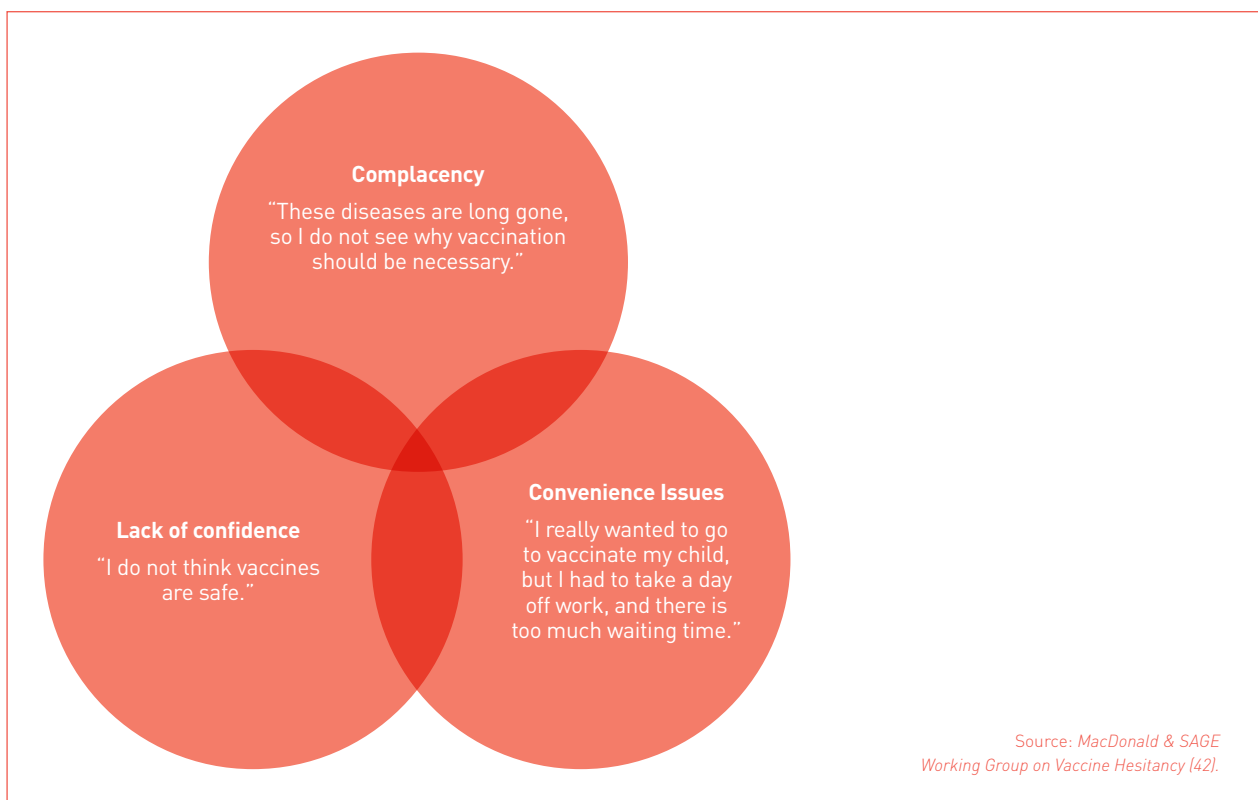 Complacency
“These diseases are long gone,
so I do not see why vaccination
should be necessary.”
Lack of confidence
“I do not think vaccines
are safe.”
Convenience Issues
“I really wanted to go
to vaccinate my child,
but I had to take a day
off work, and there is
too much waiting time.”
Source: MacDonald & SAGE
Working Group on Vaccine Hesitancy (42).